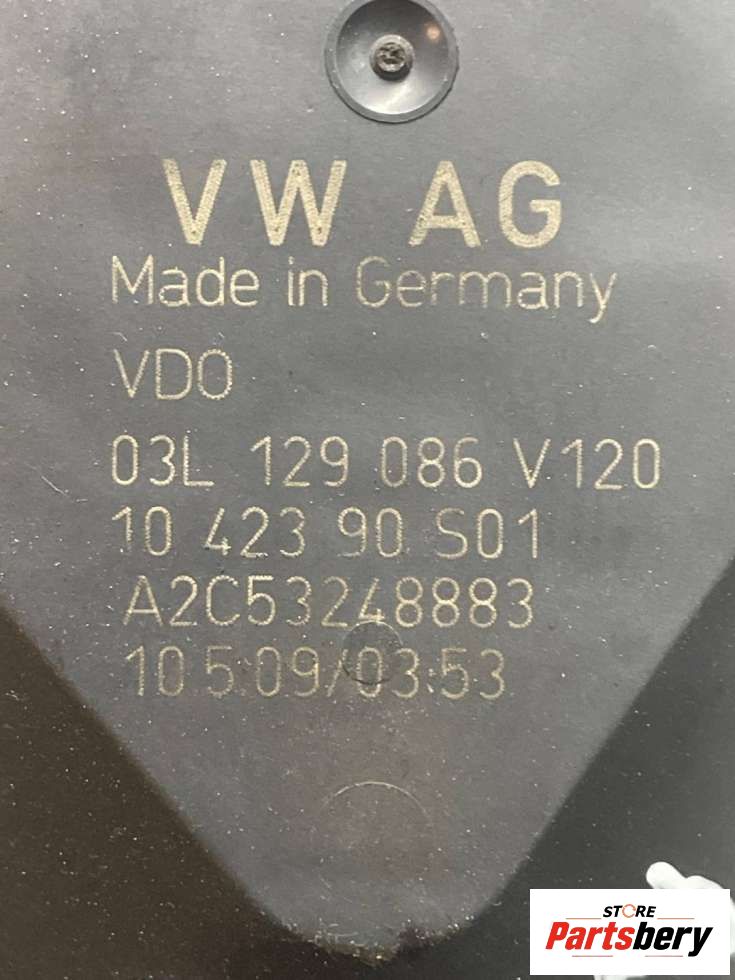 VW AG
Made in Germany
VDO
03L 129 086 V120
10 423 90 S01
A2C53248883
10.5.09/03:53
STORE
Partsbery